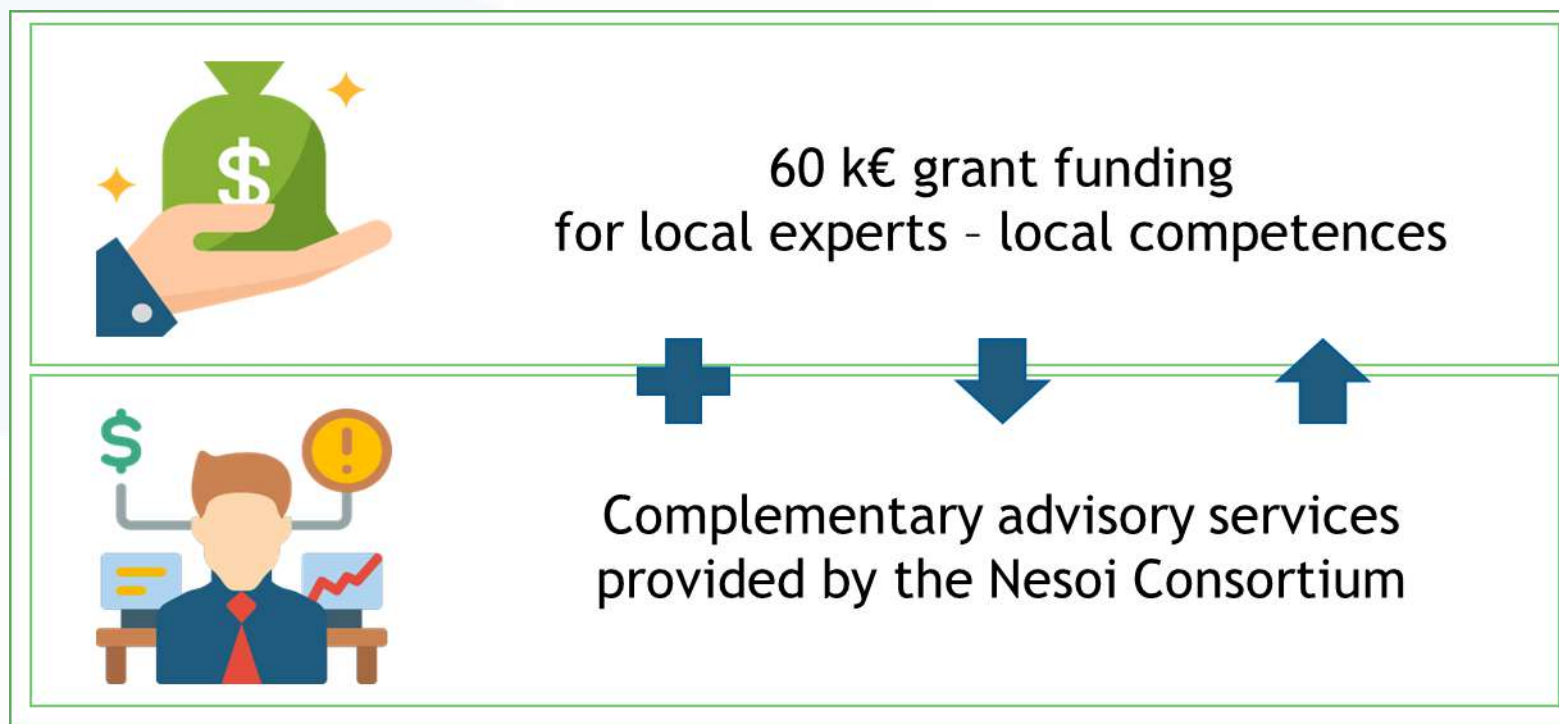 $
60 k€ grant funding
for local experts – local competences
$
!
Complementary advisory services
provided by the Nesoi Consortium